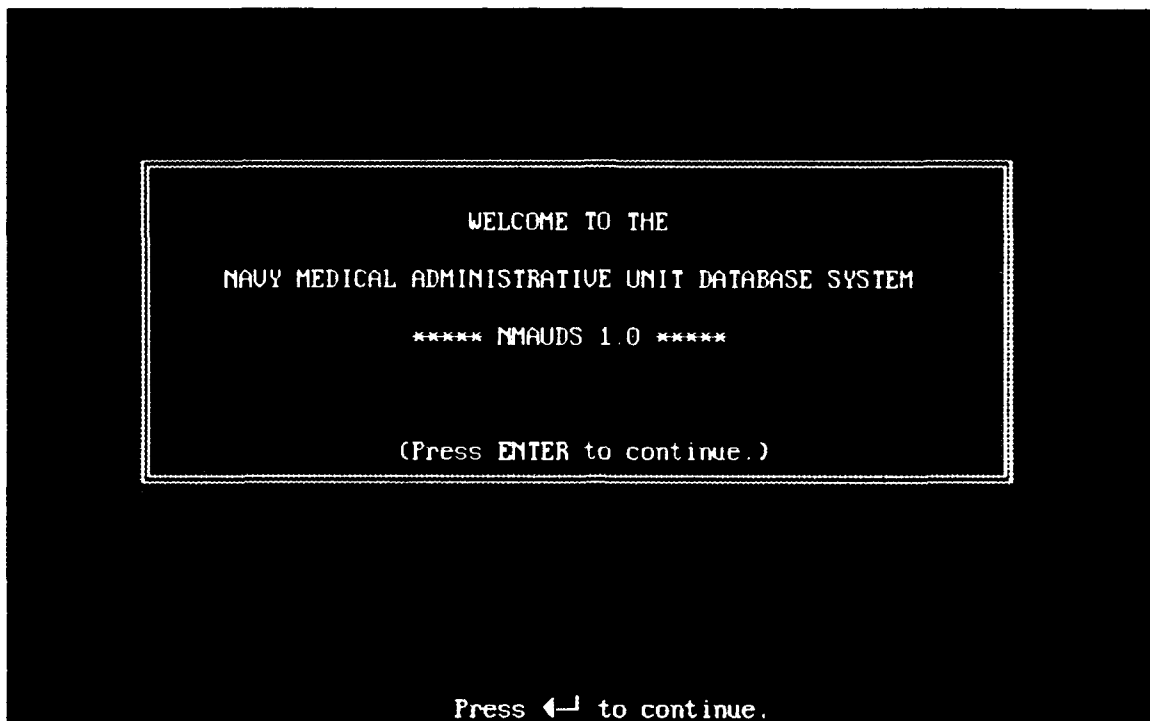 WELCOME TO THE
NAVY MEDICAL ADMINISTRATIVE UNIT DATABASE SYSTEM
***** NMAUDS 1.0 *****
(Press ENTER to continue.)
Press ◄┘ to continue.